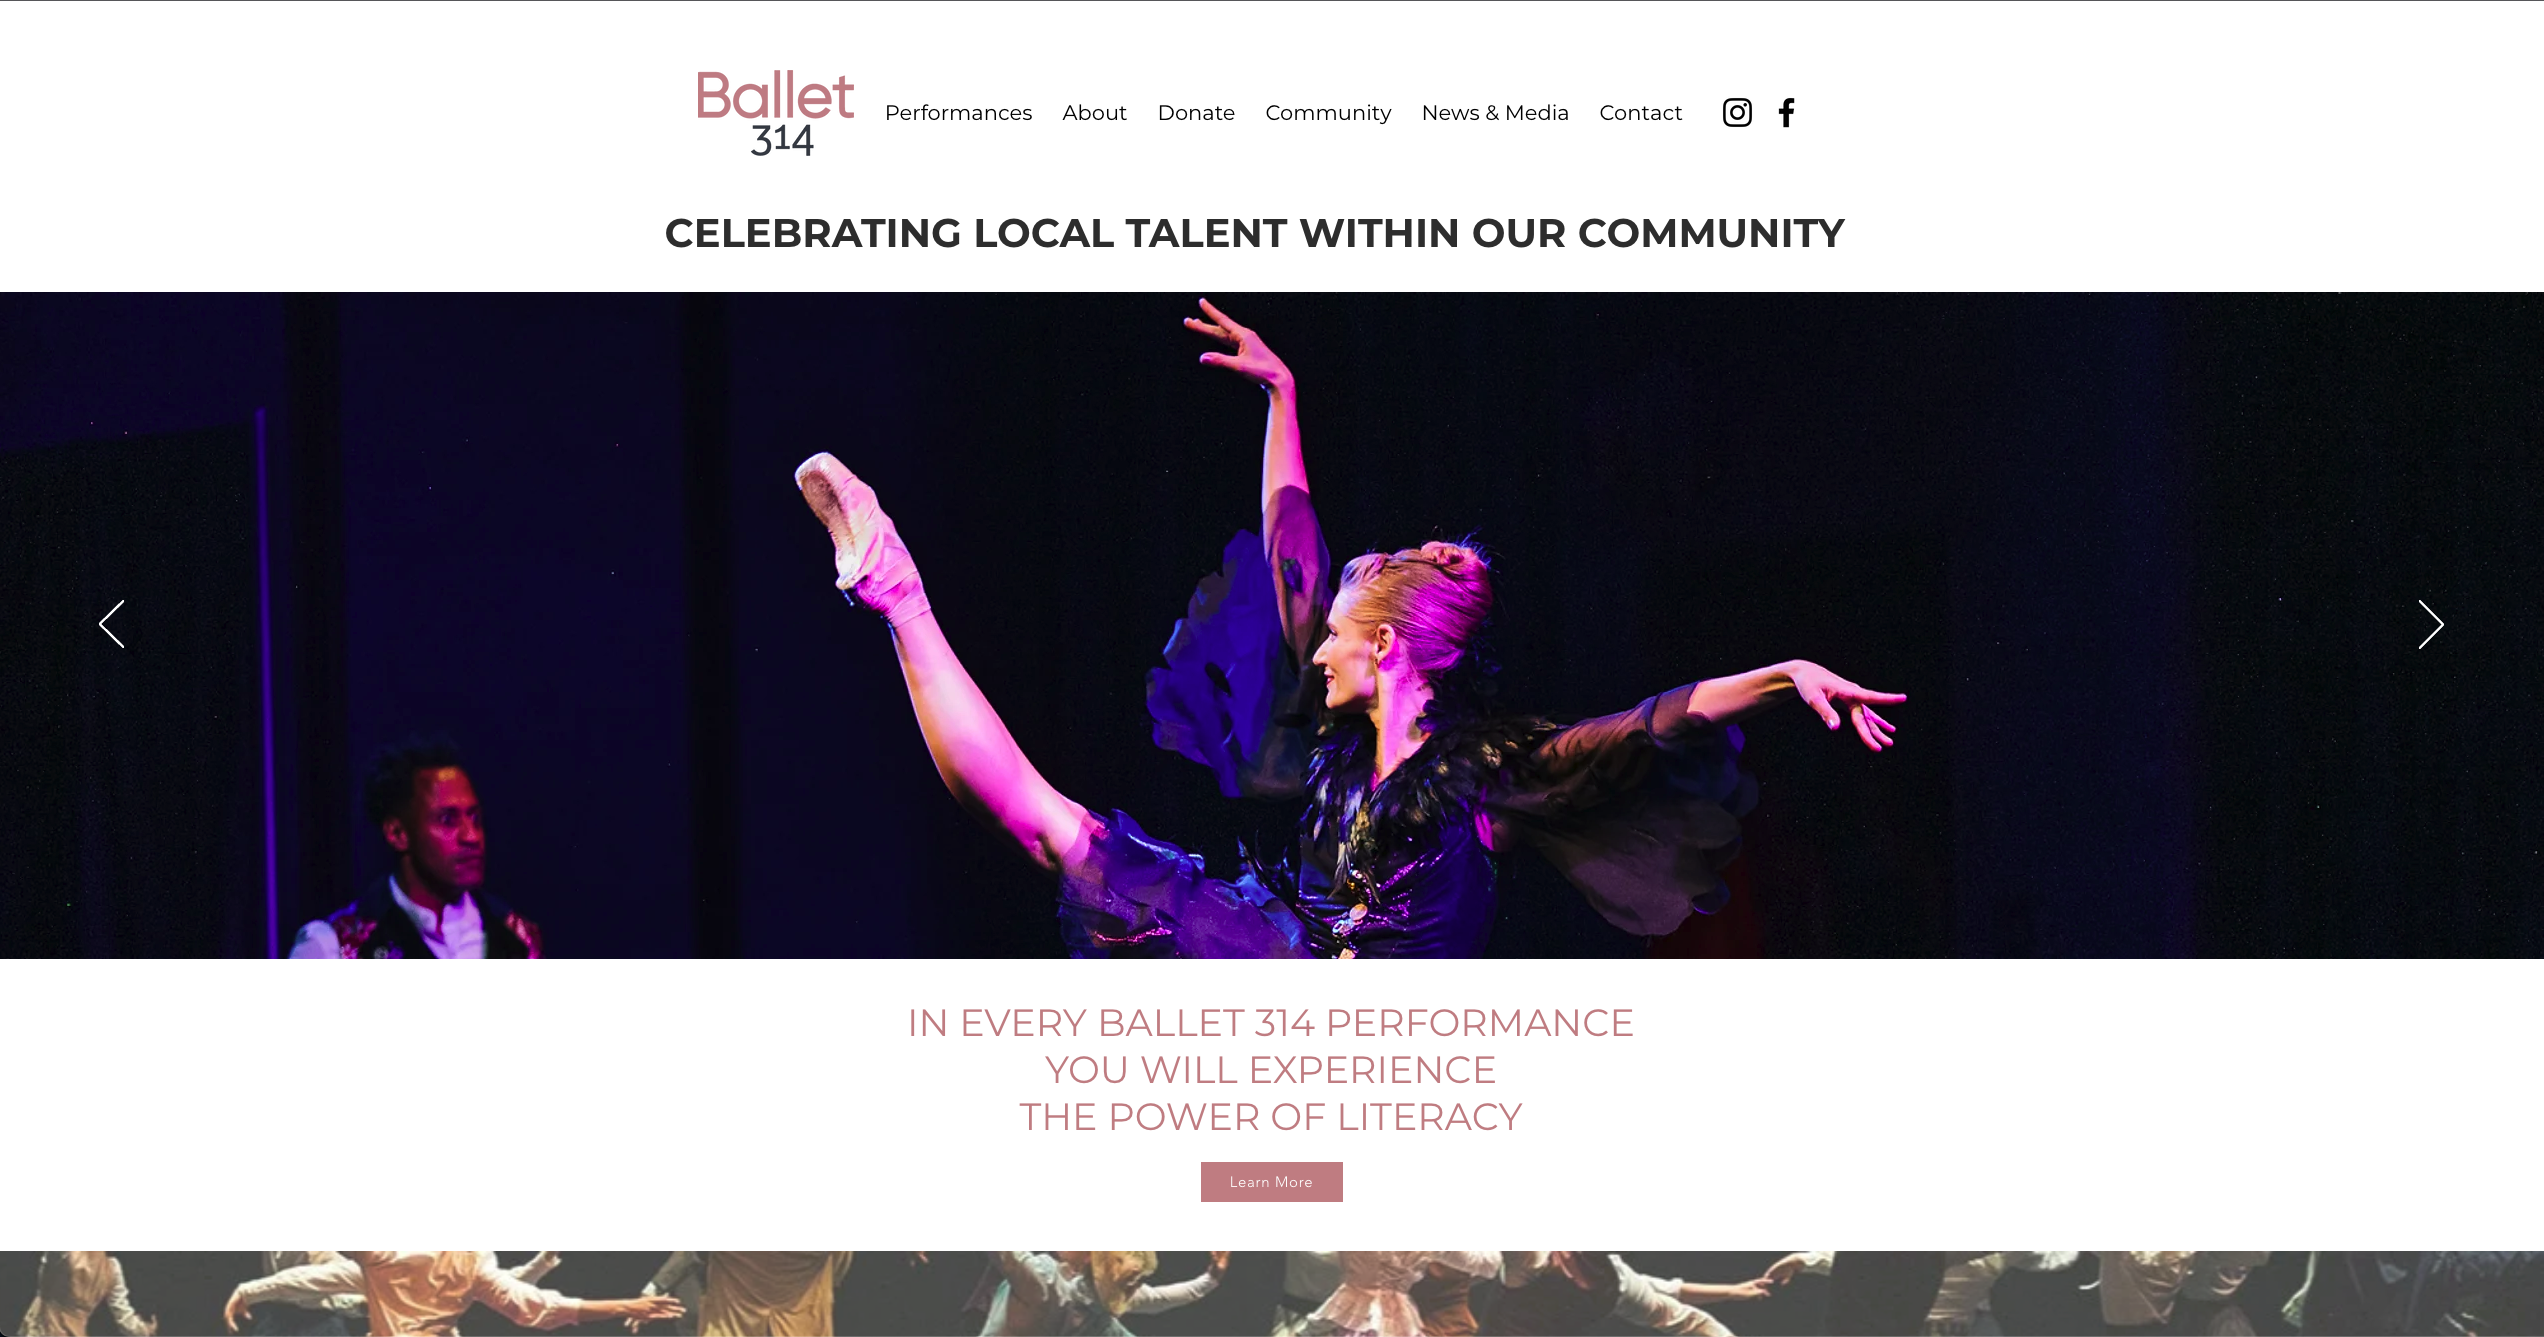 Ballet
314
Performances About Donate Community News & Media Contact
CELEBRATING LOCAL TALENT WITHIN OUR COMMUNITY
IN EVERY BALLET 314 PERFORMANCE
YOU WILL EXPERIENCE
THE POWER OF LITERACY
Learn More